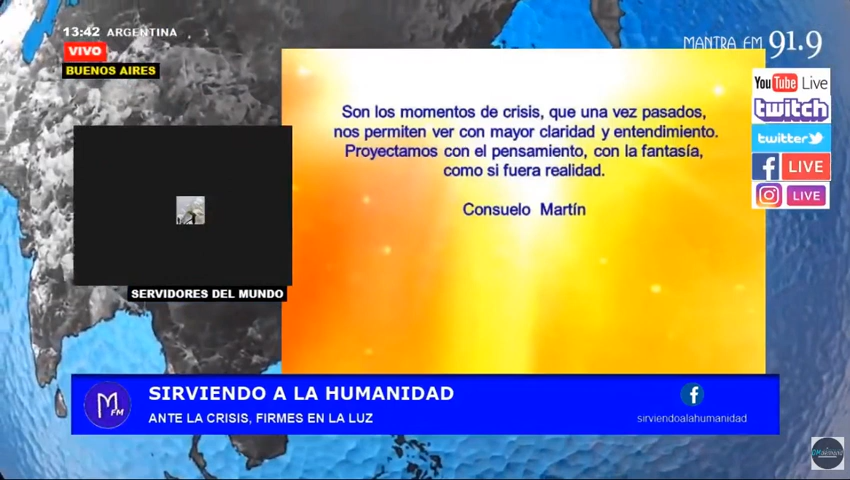 13:42 ARGENTINA
VIVO
BUENOS AIRES
MANTRA FM 91.9
YouTube Live
twitch
twitter
LIVE
LIVE
Son los momentos de crisis, que una vez pasados,
nos permiten ver con mayor claridad y entendimiento.
Proyectamos con el pensamiento, con la fantasía,
como si fuera realidad.
Consuelo Martín
SERVIDORES DEL MUNDO
M FM
SIRVIENDO A LA HUMANIDAD
ANTE LA CRISIS, FIRMES EN LA LUZ
sirviendoalahumanidad